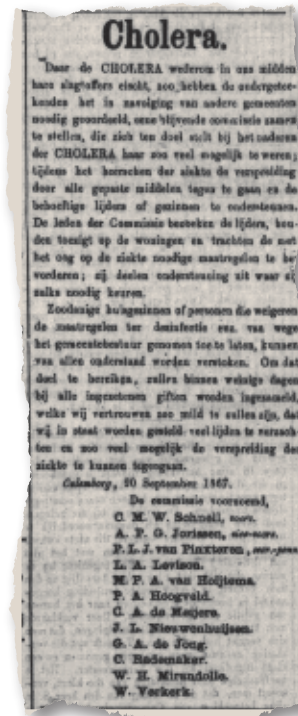 Cholera.
Daar de CHOLERA wederom in ons midden
hare slagtoffers eischt, zoo hebben de ondergetee-
kenden het in navolging van andere gemeenten
noodig geoordeeld, eene blijvende commissie samen
te stellen, die zich ten doel stelt bij het naderen
der CHOLERA haar zoo veel mogelijk te weren;
tijdens het heerschen der ziekte de verspreiding
door alle gepaste middelen tegen te gaan en de
behoeftige lijders of gezinnen te ondersteunen.
De leden der Commissie bezoeken de lijders, hou-
den toezigt op de woningen en trachten de met
het oog op de ziekte noodige maatregelen te be
vorderen; zij deelen ondersteuning uit waar zij
zulks noodig keuren.
Zoodanige huisgezinnen of personen die weigeren
de maatregelen ter desinfectie enz. van wege
het gemeentebestuur genomen toe te laten, kunnen
van allen onderstand worden verstoken. Om dat
doel te bereiken, zullen binnen weinige dagen
bij alle ingezetenen giften worden ingezameld,
welke wij vertrouwen zoo mild te zullen zijn, dat
wij in staat worden gesteld veel lijden te verzach-
ten en zoo veel mogelijk de verspreiding der
ziekte te kunnen tegengaan.
Culemborg, 20 September 1867.
De commissie voornoemd,
C. M. W. Schnell, voorz.
A. P. G. Jorissen, vice-voorz.
P. L. J. van Pinxteren, secr.-penn
L. A. Levison.
M. P. A. van Hoijtema.
P. A. Hoogveld.
C. A. de Meijere.
J. L. Nieuwenhuijsen.
G. A. de Jong.
C. Rademaker.
W. H. Mirandolle.
W. Verkerk.